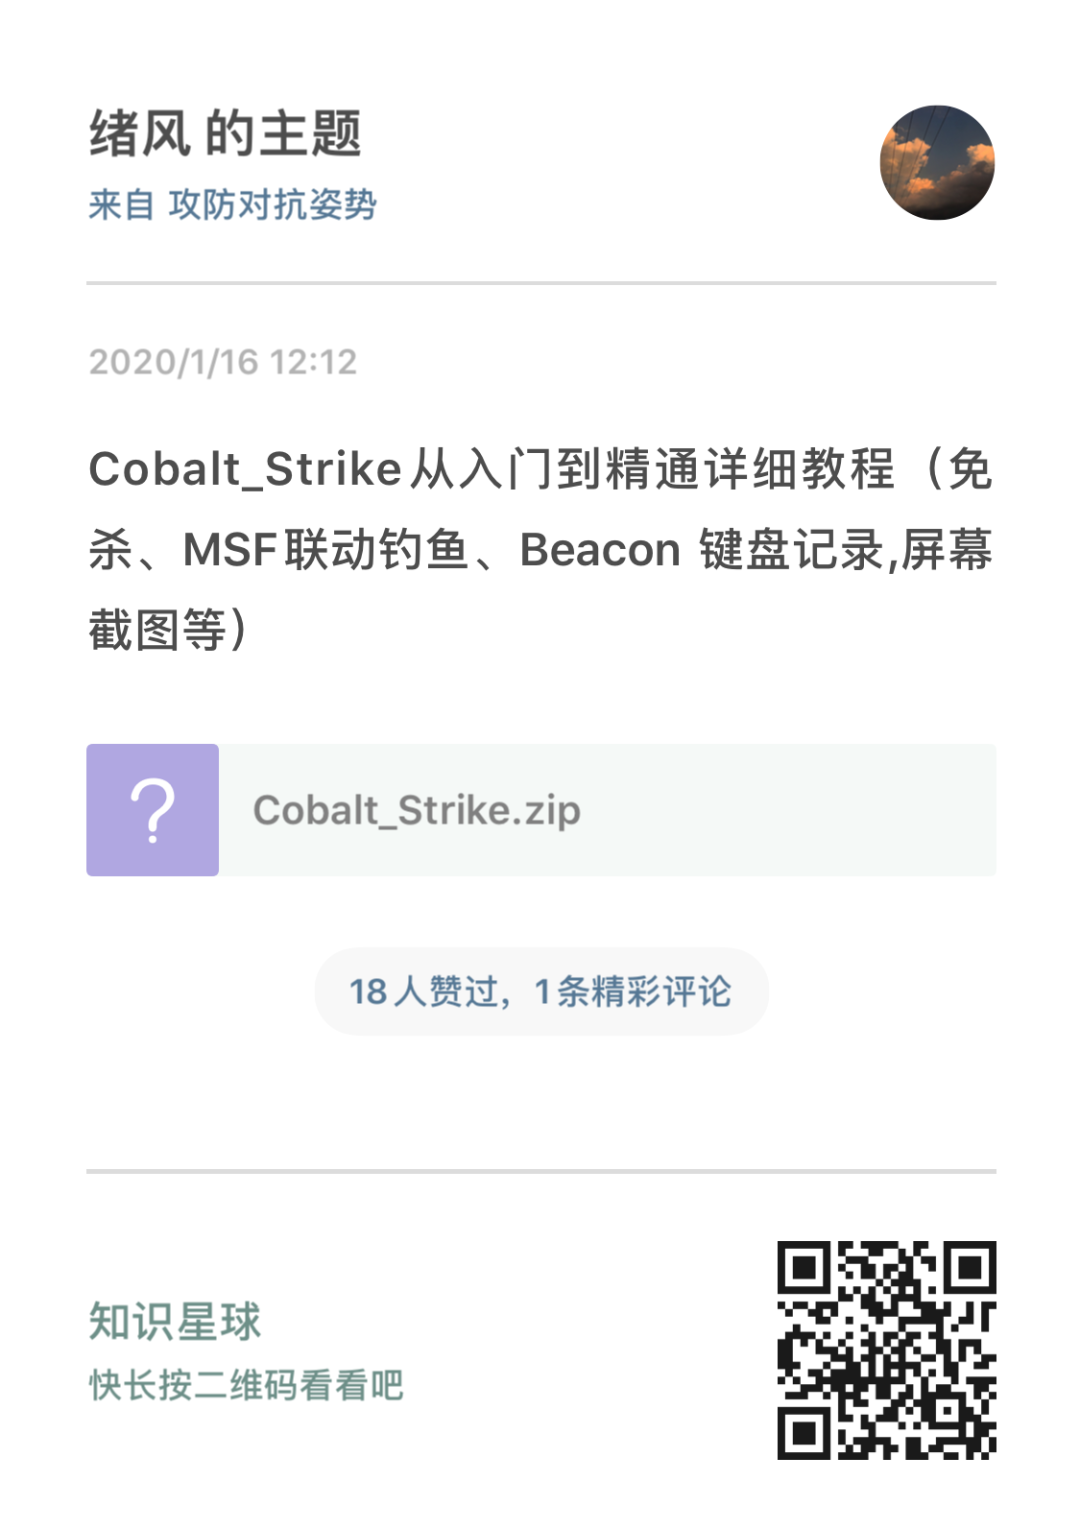 绪风 的主题
来自 攻防对抗姿势
2020/1/16 12:12
Cobalt_Strike从入门到精通详细教程（免
杀、MSF联动钓鱼、Beacon 键盘记录,屏幕
截图等）
?
Cobalt_Strike.zip
18人赞过，1条精彩评论
知识星球
快长按二维码看看吧